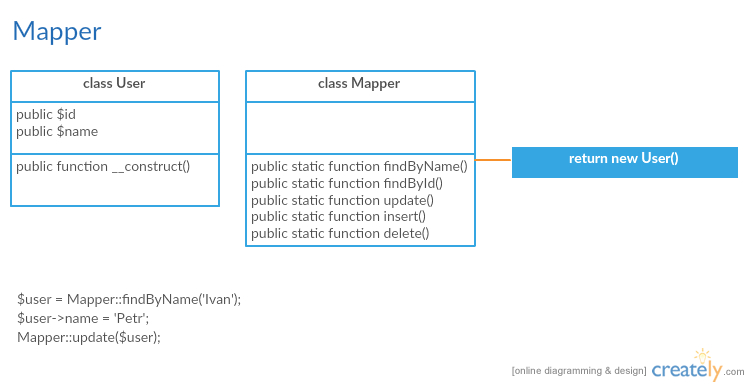 Mapper
class User
public $id
public $name
public function __construct()
class Mapper
public static function findByName()
public static function findById()
public static function update()
public static function insert()
public static function delete()
return new User()
$user = Mapper::findByName('Ivan');
$user->name = 'Petr';
Mapper::update($user);
[online diagramming & design] creately.com